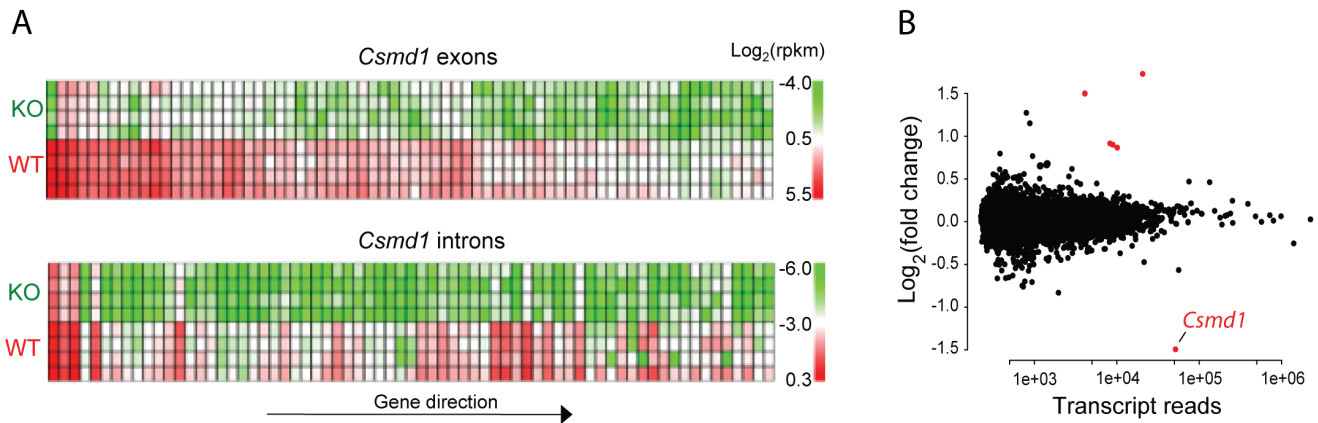 A
Csmd1 exons
Log2(rpkm)
KO
WT
-4.0
0.5
5.5
Csmd1 introns
KO
WT
-6.0
-3.0
0.3
Gene direction
B
Log2(fold change)
1.5
1.0
0.5
0.0
-0.5
-1.0
-1.5
Csmd1
1e+03 1e+04 1e+05 1e+06
Transcript reads